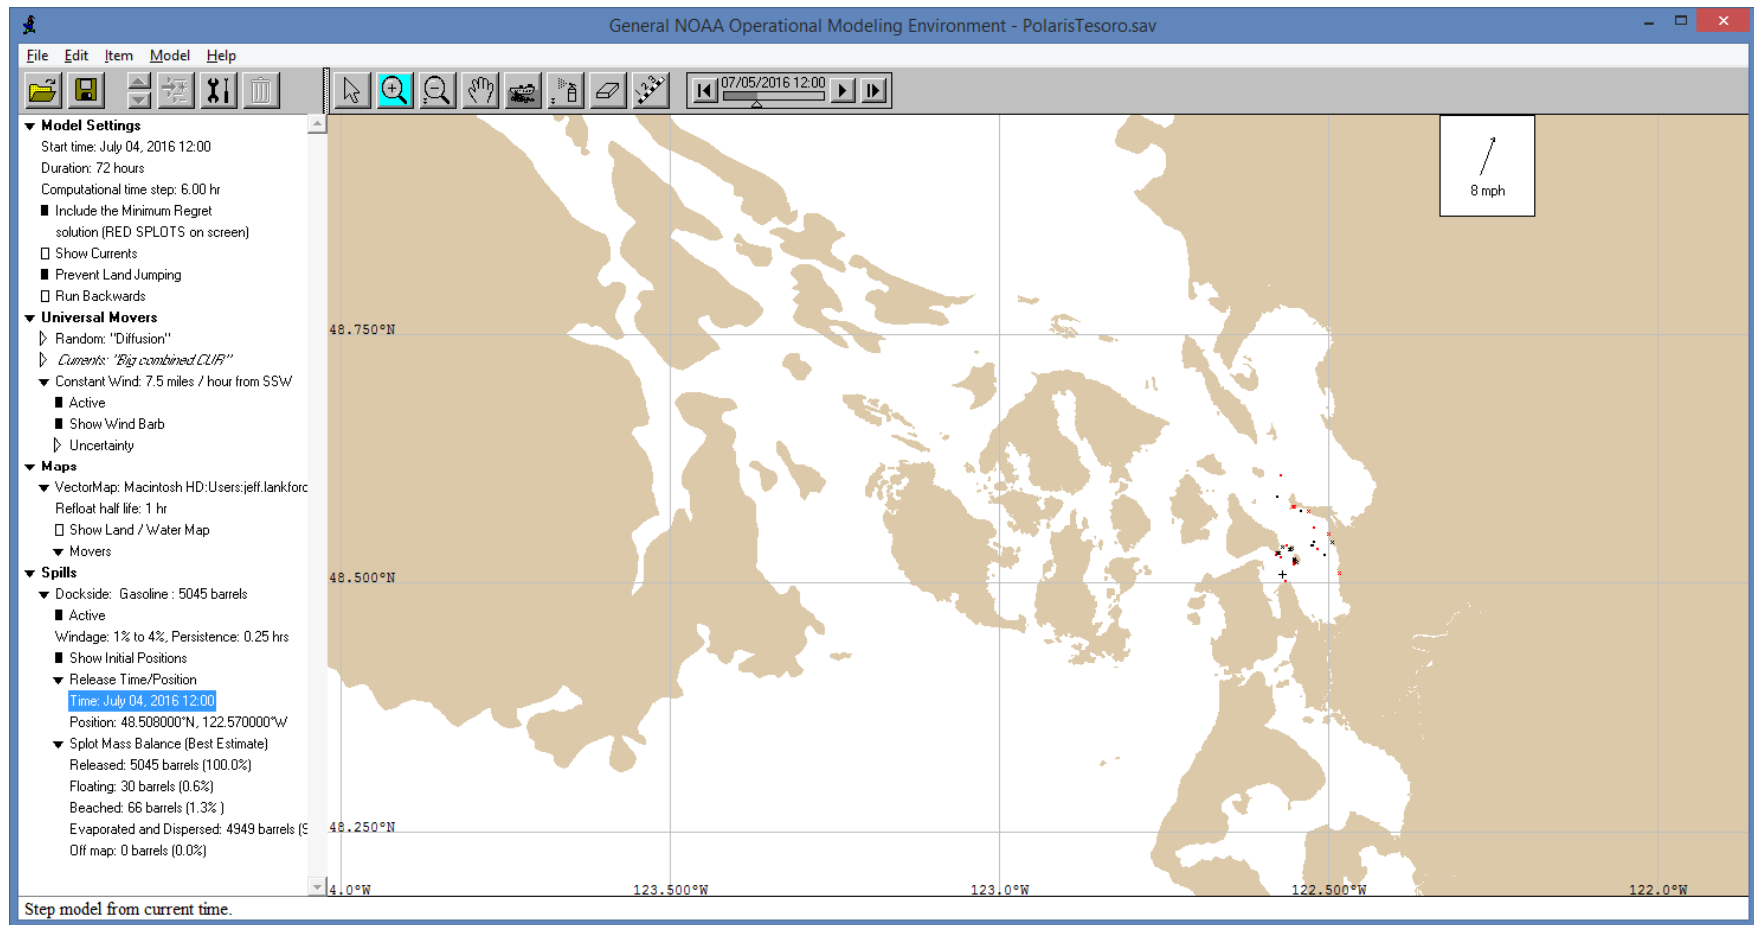 General NOAA Operational Modeling Environment - PolarisTesoro.sav
File Edit Item Model Help
07/05/2016 12:00
Model Settings
Start time: July 04, 2016 12:00
Duration: 72 hours
Computational time step: 6.00 hr
Include the Minimum Regret
solution (RED SPLOTS on screen)
Show Currents
Prevent Land Jumping
Run Backwards
Universal Movers
Random: "Diffusion"
Currents: "Big combined.CUR"
Constant Wind: 7.5 miles / hour from SSW
Active
Show Wind Barb
Uncertainty
Maps
VectorMap: Macintosh HD:Users:jeff.lankford
Refloat half life: 1 hr
Show Land / Water Map
Movers
Spills
Dockside: Gasoline : 5045 barrels
Active
Windage: 1% to 4%, Persistence: 0.25 hrs
Show Initial Positions
Release Time/Position
Time: July 04, 2016 12:00
Position: 48.508000°N, 122.570000°W
Splot Mass Balance (Best Estimate)
Released: 5045 barrels (100.0%)
Floating: 30 barrels (0.6%)
Beached: 66 barrels (1.3% )
Evaporated and Dispersed: 4949 barrels (9
Off map: 0 barrels (0.0%)
8 mph
48.750°N
48.500°N
48.250°N
4.0°W 123.500°W 123.0°W 122.500°W 122.0°W
Step model from current time.